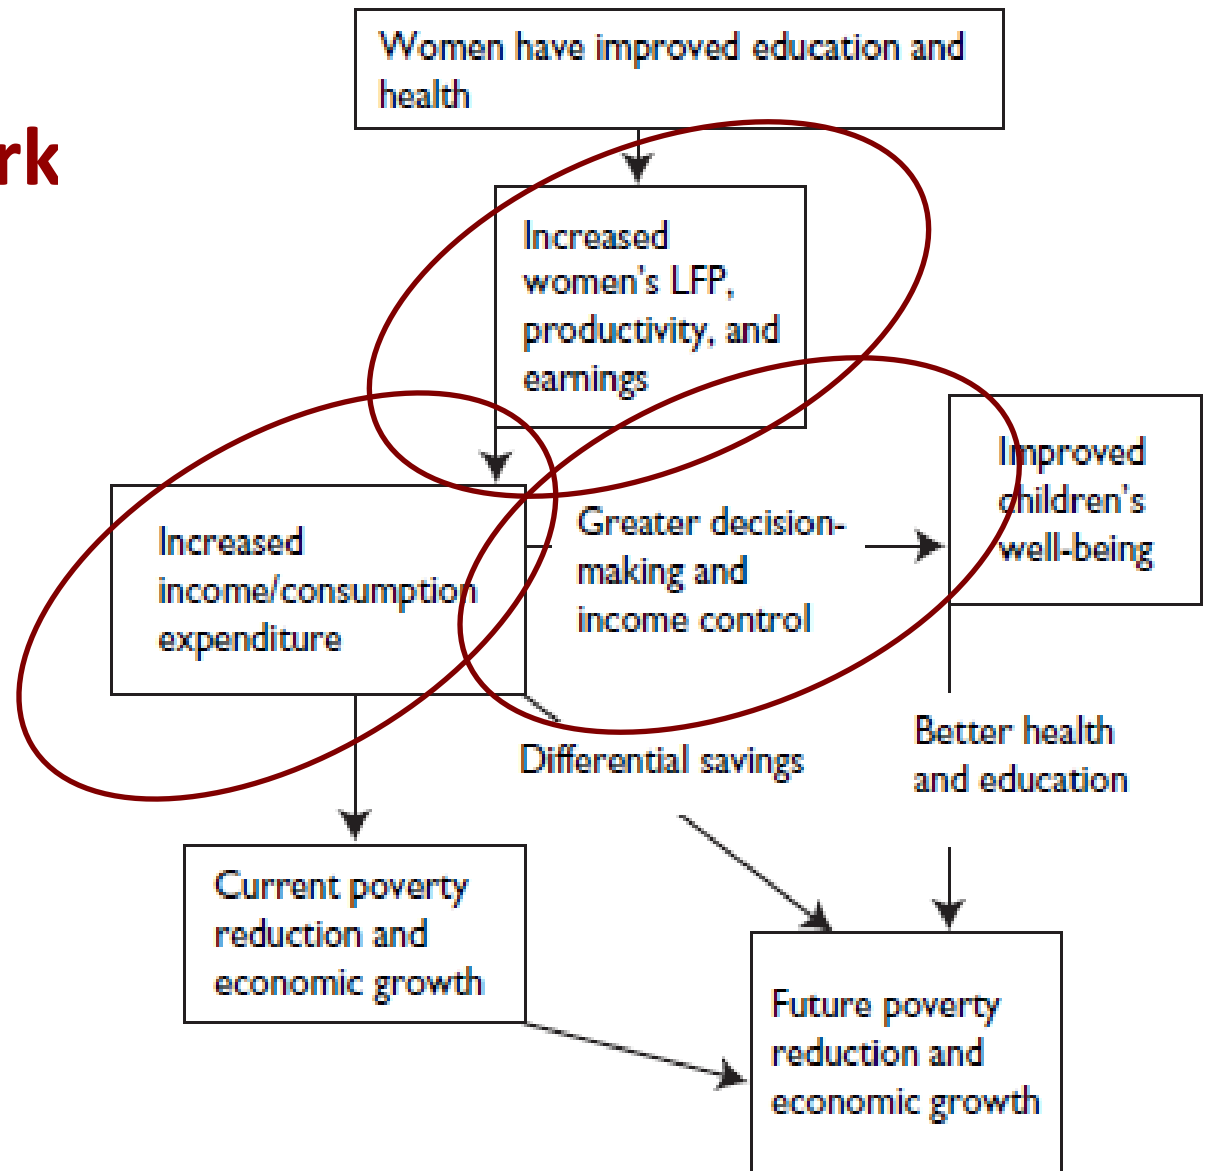 Women have improved education and
health
rk
Increased
women's LFP,
productivity, and
earnings
Improved
children's
well-being
Greater decision-
making and
income control
Increased
income/consumption
expenditure
Better health
and education
Differential savings
Current poverty
reduction and
economic growth
Future poverty
reduction and
economic growth